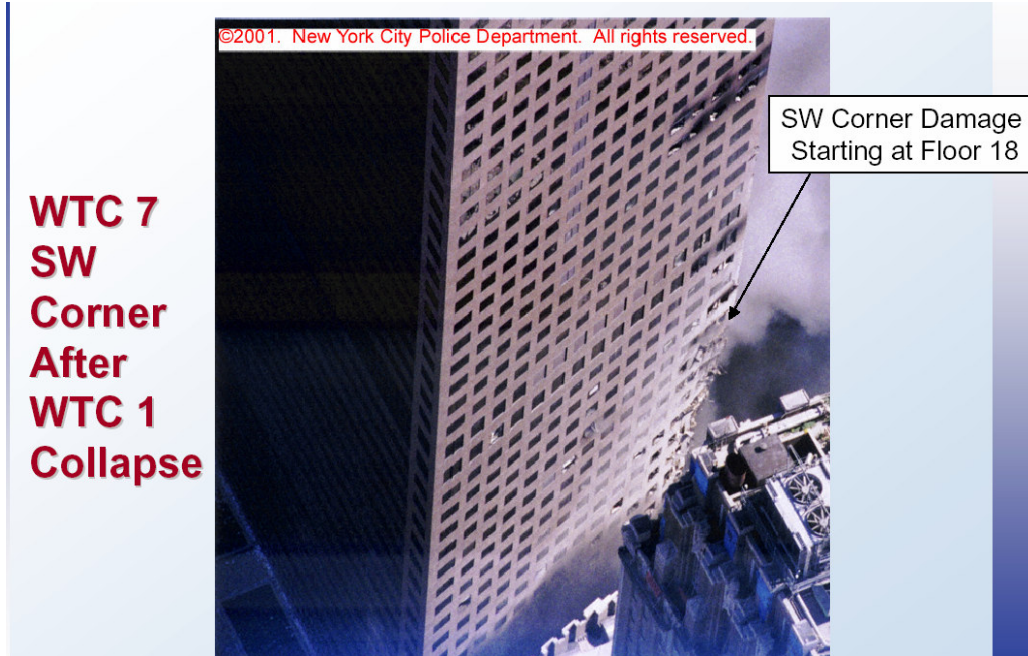 ©2001.  New York City Police Department.  All rights reserved.
SW Corner Damage
Starting at Floor 18
WTC 7
SW
Corner
After
WTC 1
Collapse